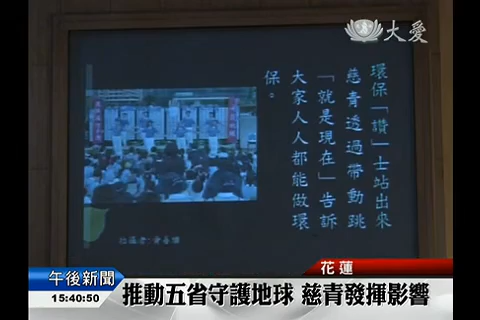 大愛
環保「讚」士站出來
慈青透過帶動跳
「就是現在」告訴
大家人人都能做環
保。
花蓮
午後新聞
15:40:50
推動五省守護地球 慈青發揮影響